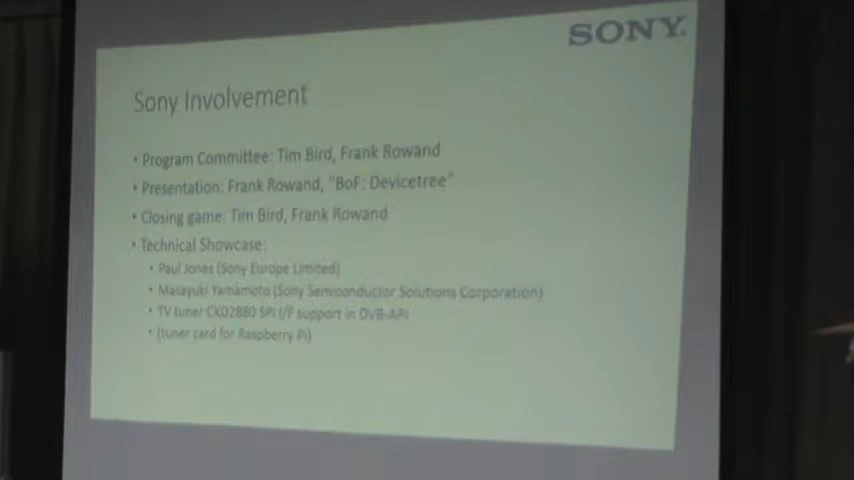 SONY
Sony Involvement
• Program Committee: Tim Bird, Frank Rowand
• Presentation: Frank Rowand, "BoF: Devicetree"
• Closing game: Tim Bird, Frank Rowand
• Technical Showcase:
• Paul Jones (Sony Europe Limited)
• Masayuki Yamamoto (Sony Semiconductor Solutions Corporation)
• TV tuner CXD2880 SPI I/F support in DVB-API
• (tuner card for Raspberry Pi)